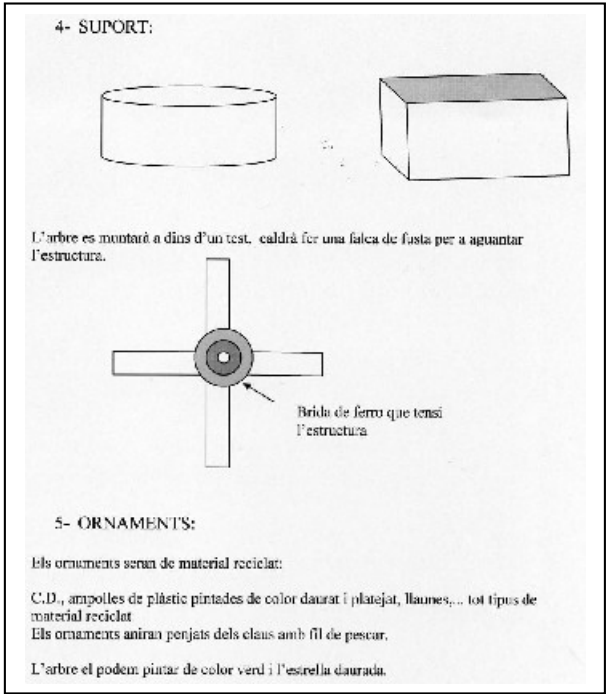 4- SUPORT:
L'arbre es muntarà a dins d'un test, caldrà fer una falca de fusta per a aguantar
l'estructura.
Brida de ferro que tensi
l'estructura
5- ORNAMENTS:
Els ornaments seran de material reciclat:
C.D., ampolles de plàstic pintades de color daurat i platejat, llaunes,... tot tipus de
material reciclat
Els ornaments aniran penjats dels claus amb fil de pescar.
L'arbre el podem pintar de color verd i l'estrella daurada.